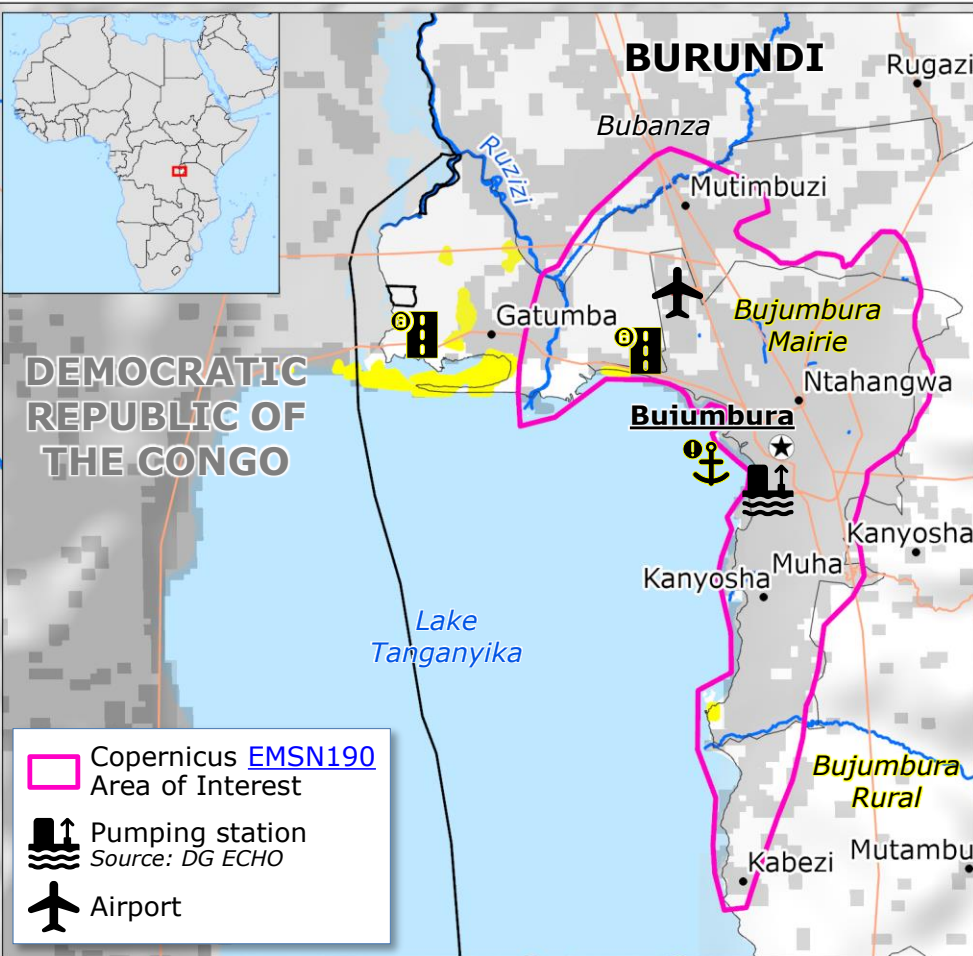 BURUNDI
Rugazi
Bubanza
Ruzizi
Mutimbuzi
Gatumba
Bujumbura
Mairie
DEMOCRATIC
REPUBLIC OF
THE CONGO
Ntahangwa
Bujumbura
Kanyosha
Muha
Kanyosha
Lake
Tanganyika
Copernicus EMSN190
Area of Interest
Pumping station
Source: DG ECHO
Airport
Bujumbura
Rural
Kabezi
Mutambu